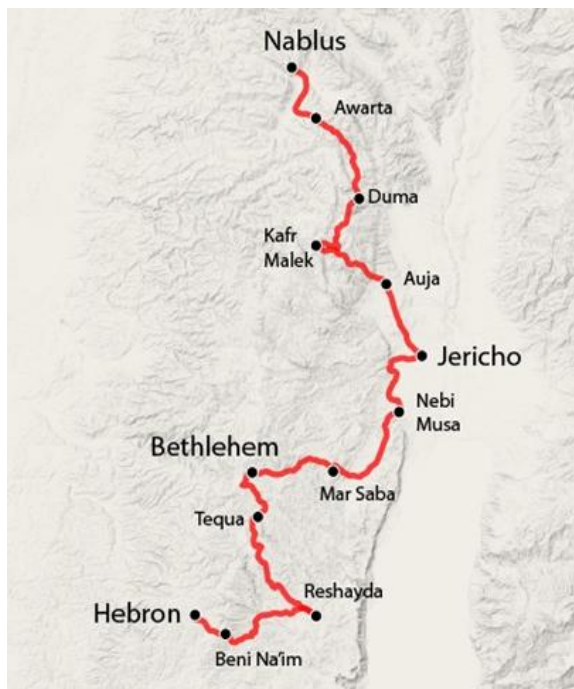 Nablus
Awarta
Duma
Kafr
Malek
Auja
Jericho
Nebi
Musa
Bethlehem
Mar Saba
Tequa
Reshayda
Hebron
Beni Na'im